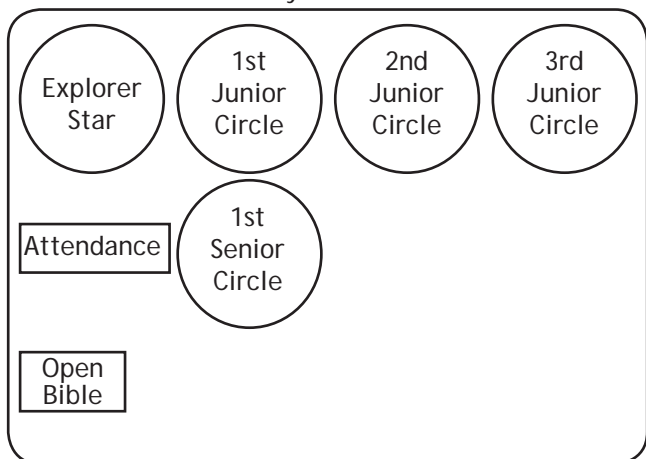 Explorer
Star
1st
Junior
Circle
2nd
Junior
Circle
3rd
Junior
Circle
Attendance
1st
Senior
Circle
Open
Bible